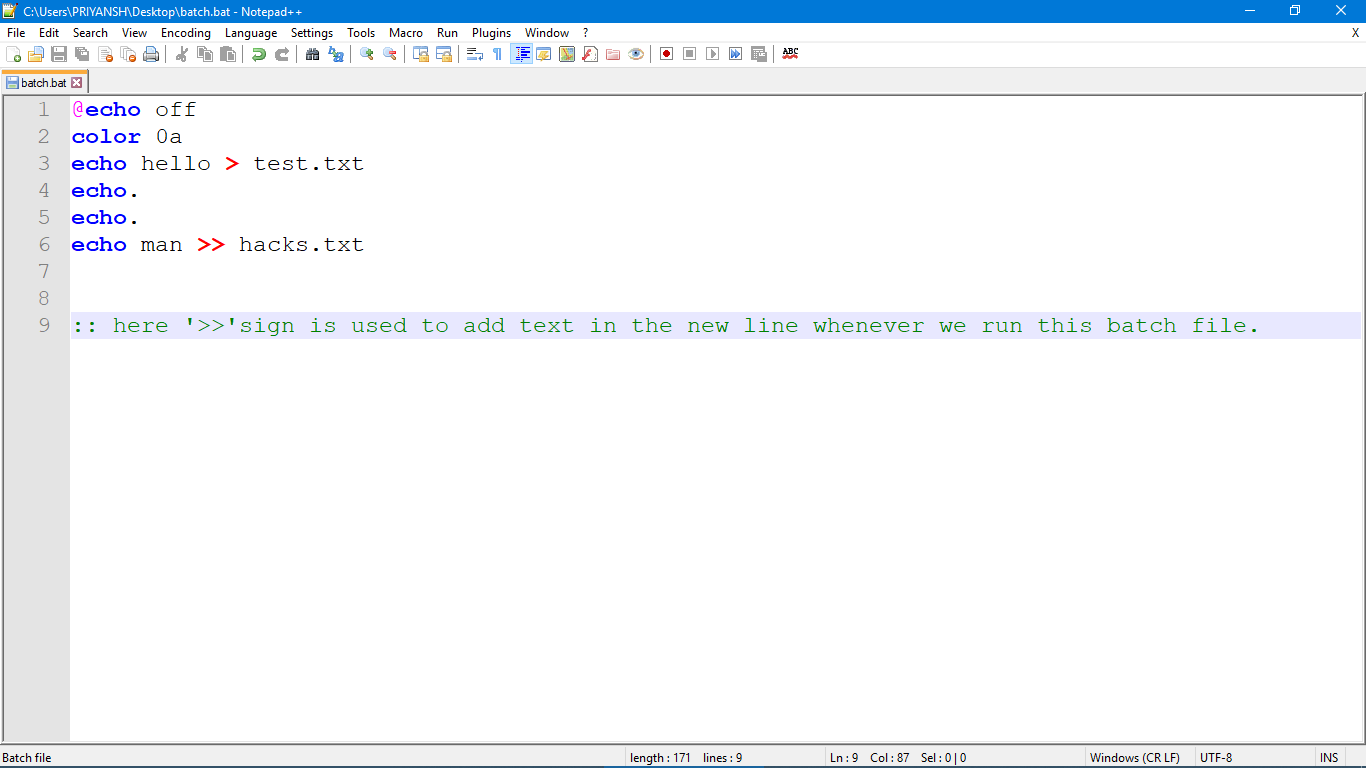 C:\Users\PRIYANSH\Desktop\batch.bat - Notepad++
File Edit Search View Encoding Language Settings Tools Macro Run Plugins Window ? X
ABC
batch.bat
1 @echo off
2 color 0a
3 echo hello > test.txt
4 echo.
5 echo.
6 echo man >> hacks.txt
7
8
9 :: here '>>'sign is used to add text in the new line whenever we run this batch file.
Batch file length : 171 lines : 9 Ln : 9 Col : 87 Sel : 0 | 0 Windows (CR LF) UTF-8 INS